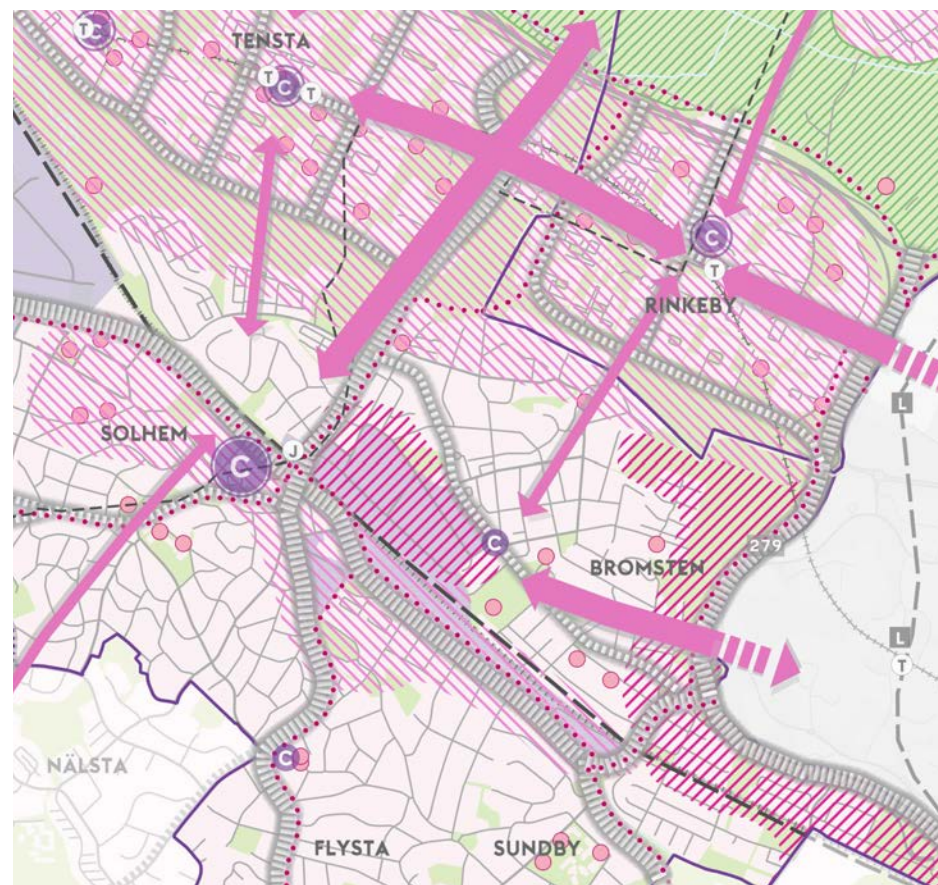 T
C
TENSTA
T
C
T
C
T
RINKEBY
L
SOLHEM
C
J
279
C
BROMSTEN
L
T
C
NÄLSTA
FLYSTA
SUNDBY